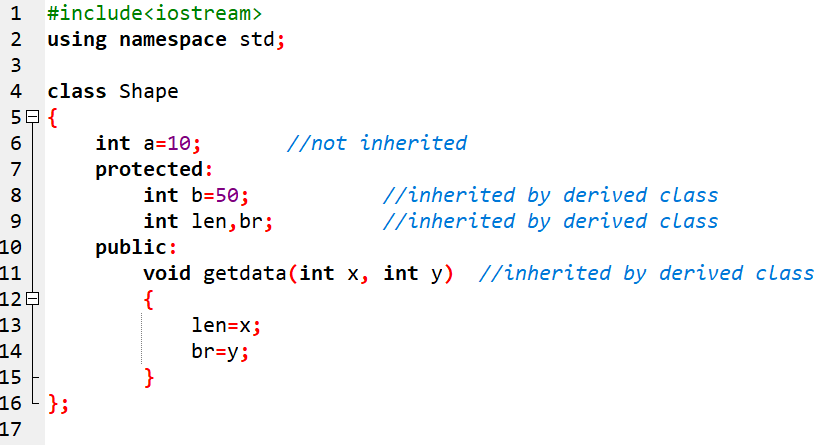 1 #include<iostream>
2 using namespace std;
3
4 class Shape
5 {
6 int a=10; //not inherited
7 protected:
8 int b=50; //inherited by derived class
9 int len,br; //inherited by derived class
10 public:
11 void getdata(int x, int y) //inherited by derived class
12 {
13 len=x;
14 br=y;
15 }
16 };
17